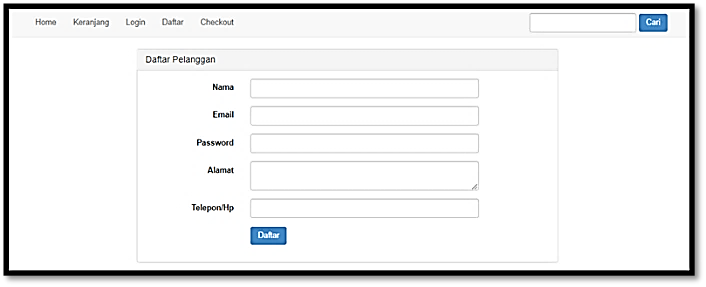 Home Keranjang Login Daftar Checkout Cari
Daftar Pelanggan
Nama
Email
Password
Alamat
Telepon/Hp
Daftar